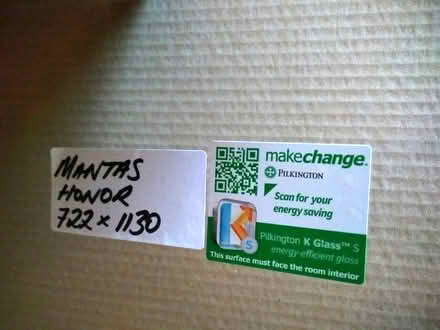 MANTAS
HONOR
722 x 1130
makechange™
PILKINGTON
Scan for your
energy saving
S
Pilkington K Glass™ S
energy-efficient glass
This surface must face the room interior